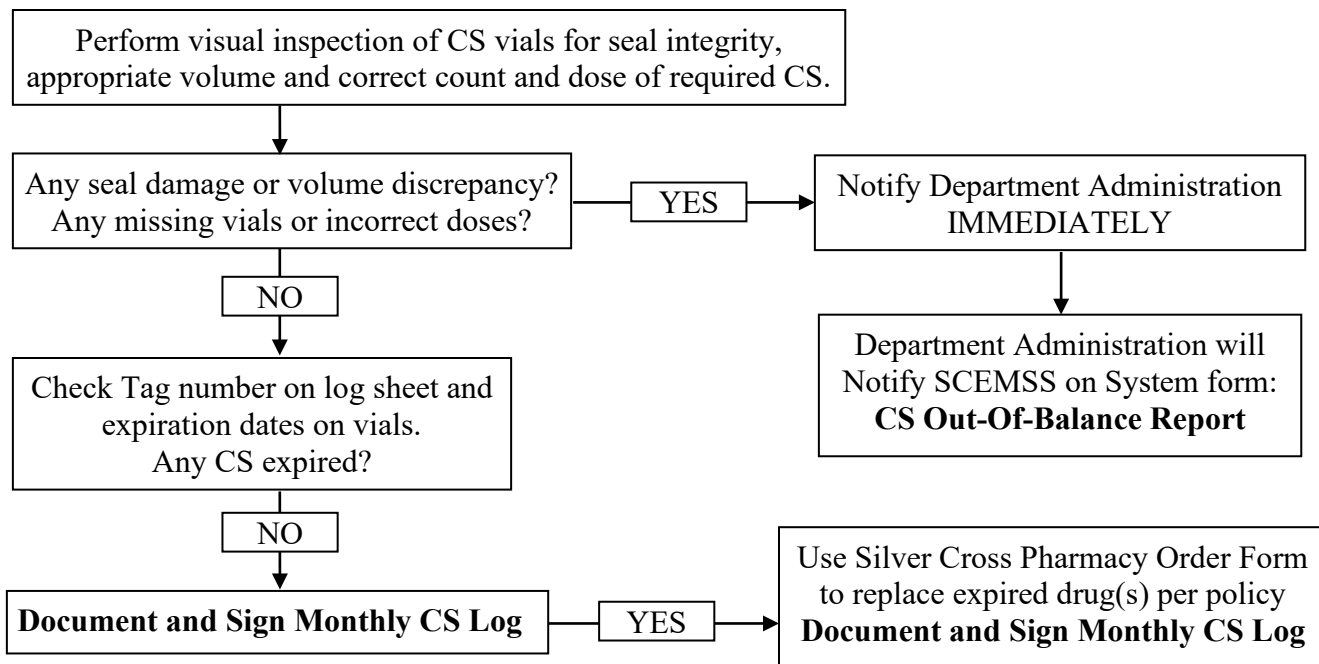 Perform visual inspection of CS vials for seal integrity,
appropriate volume and correct count and dose of required CS.
Any seal damage or volume discrepancy?
Any missing vials or incorrect doses?
YES
Notify Department Administration
IMMEDIATELY
NO
Department Administration will
Notify SCEMSS on System form:
CS Out-Of-Balance Report
Check Tag number on log sheet and
expiration dates on vials.
Any CS expired?
NO
Document and Sign Monthly CS Log
YES
Use Silver Cross Pharmacy Order Form
to replace expired drug(s) per policy
Document and Sign Monthly CS Log